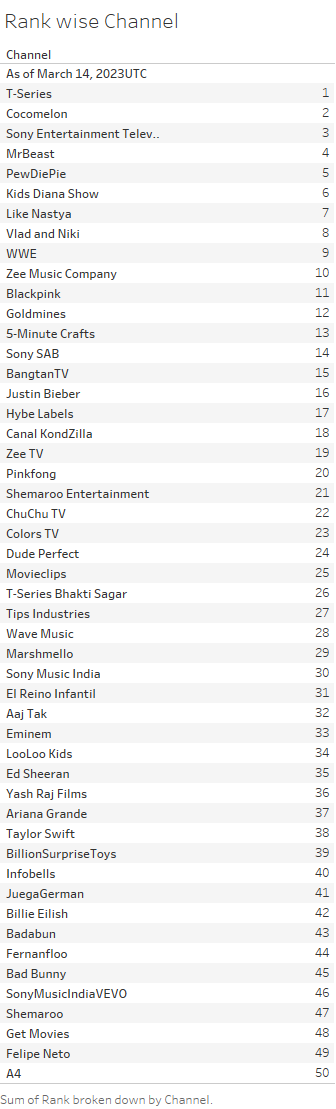 Rank wise Channel
Channel
As of March 14, 2023UTC
T-Series 1
Cocomelon 2
Sony Entertainment Telev.. 3
MrBeast 4
PewDiePie 5
Kids Diana Show 6
Like Nastya 7
Vlad and Niki 8
WWE 9
Zee Music Company 10
Blackpink 11
Goldmines 12
5-Minute Crafts 13
Sony SAB 14
BangtanTV 15
Justin Bieber 16
Hybe Labels 17
Canal KondZilla 18
Zee TV 19
Pinkfong 20
Shemaroo Entertainment 21
ChuChu TV 22
Colors TV 23
Dude Perfect 24
Movieclips 25
T-Series Bhakti Sagar 26
Tips Industries 27
Wave Music 28
Marshmello 29
Sony Music India 30
El Reino Infantil 31
Aaj Tak 32
Eminem 33
LooLoo Kids 34
Ed Sheeran 35
Yash Raj Films 36
Ariana Grande 37
Taylor Swift 38
BillionSurpriseToys 39
Infobells 40
JuegaGerman 41
Billie Eilish 42
Badabun 43
Fernanfloo 44
Bad Bunny 45
SonyMusicIndiaVEVO 46
Shemaroo 47
Get Movies 48
Felipe Neto 49
A4 50
Sum of Rank broken down by Channel.